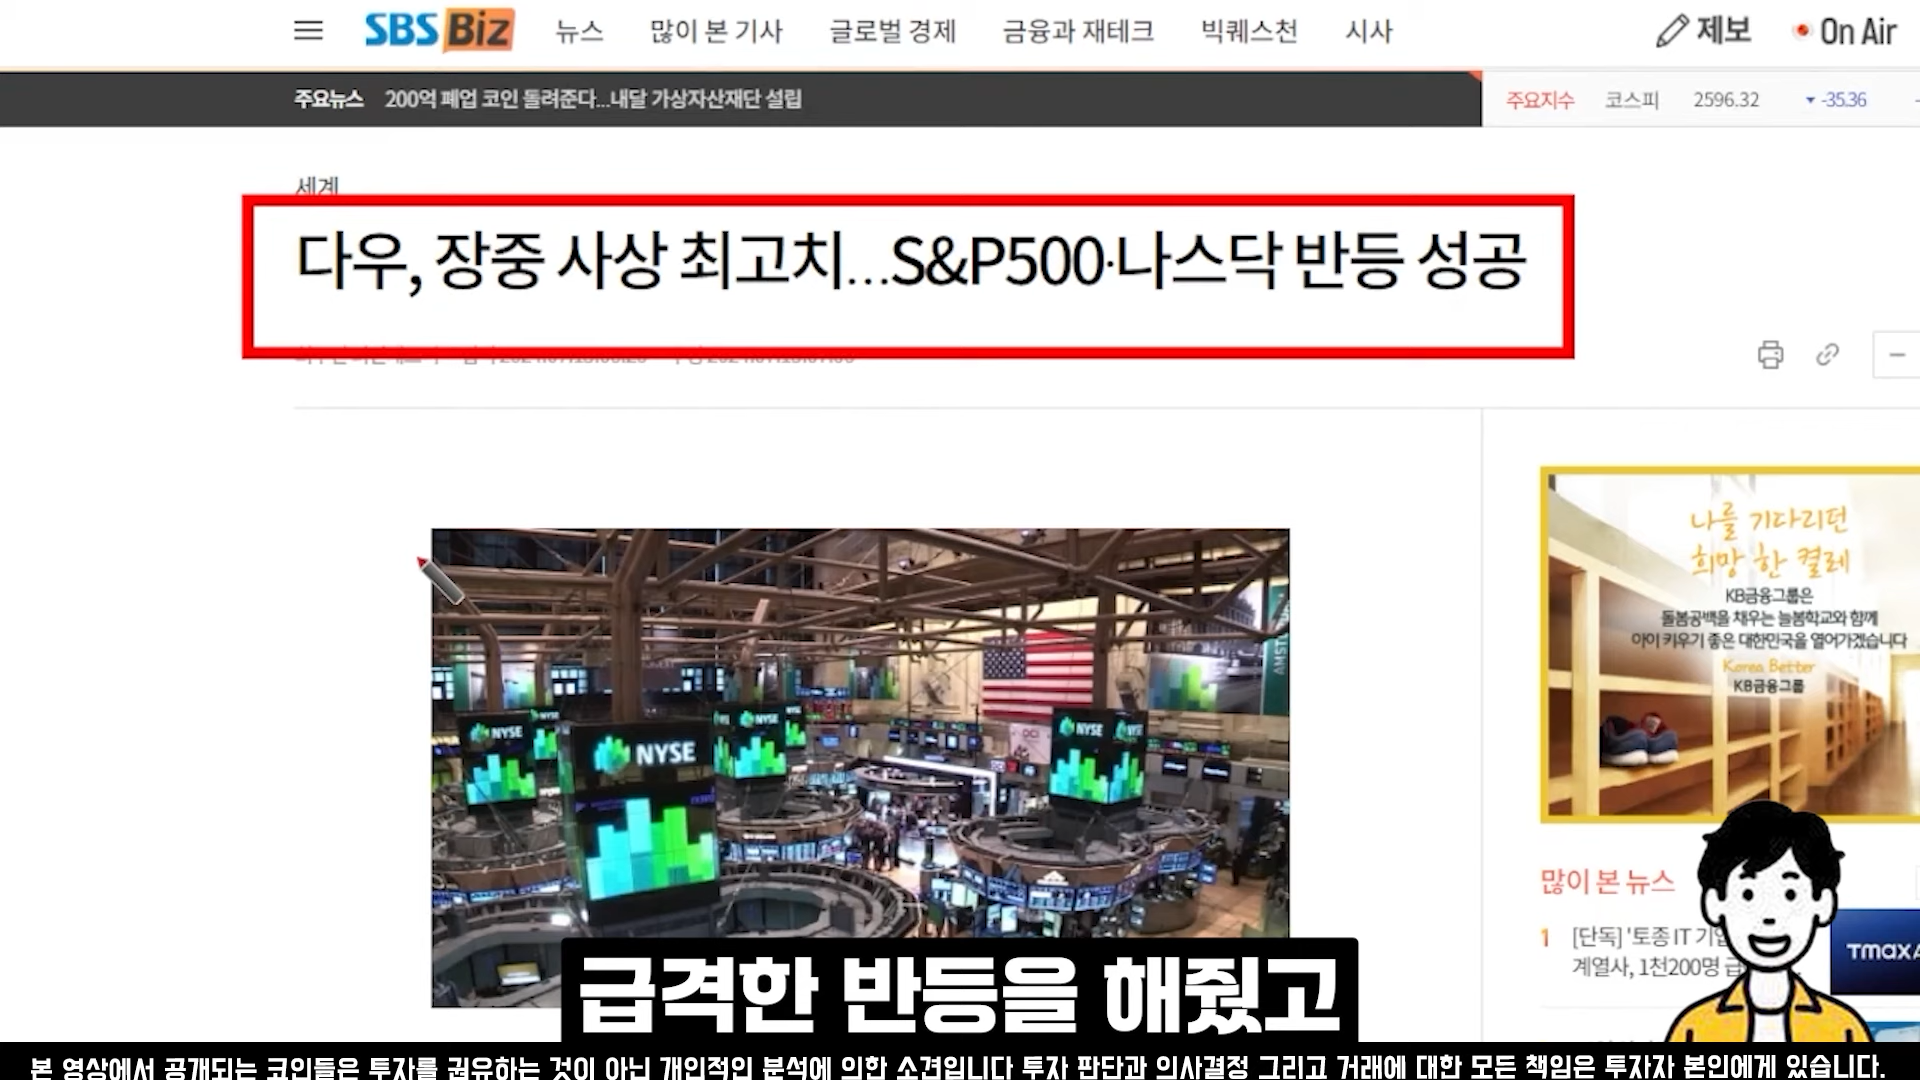 SBS Biz 뉴스 많이 본 기사 글로벌 경제 금융과 재테크 빅퀘스천 시사 제보 On Air
주요뉴스 200억 폐업 코인 돌려준다...내달 가상자산재단 설립
주요지수 코스피 2596.32 ▼ -35.36
세계
다우, 장중 사상 최고치…S&P500·나스닥 반등 성공
나를 기다리던
희망 한 켤레
KB금융그룹은
돌봄공백을 채우는 늘봄학교와 함께
아이 키우기 좋은 대한민국을 열어가겠습니다
Korea Better
KB금융그룹
AMST
NYSE
NYSE
NYSE
NYSE
NYSE
많이 본 뉴스
1 [단독] '토종 IT 기업
계열사, 1천200명 급
TMAX
급격한 반등을 해줬고
본 영상에서 공개되는 코인들은 투자를 권유하는 것이 아닌 개인적인 분석에 의한 소견입니다 투자 판단과 의사결정 그리고 거래에 대한 모든 책임은 투자자 본인에게 있습니다.